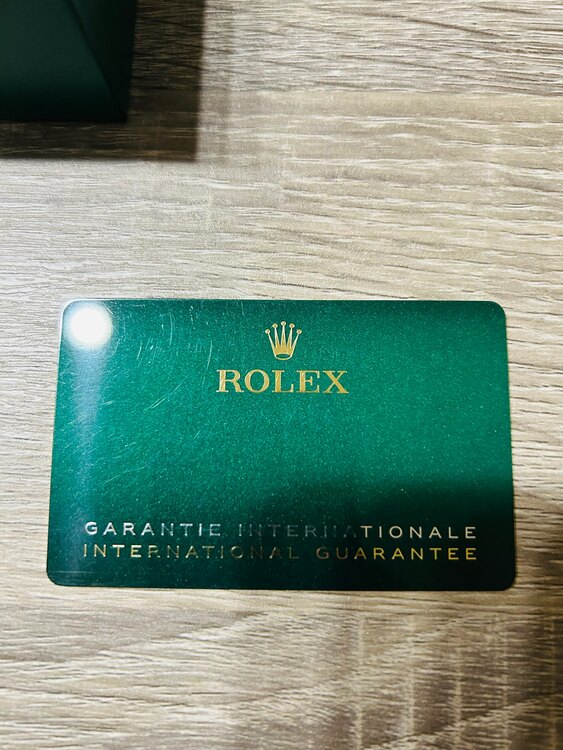 ROLEX
GARANTIE INTERNATIONALE
INTERNATIONAL GUARANTEE